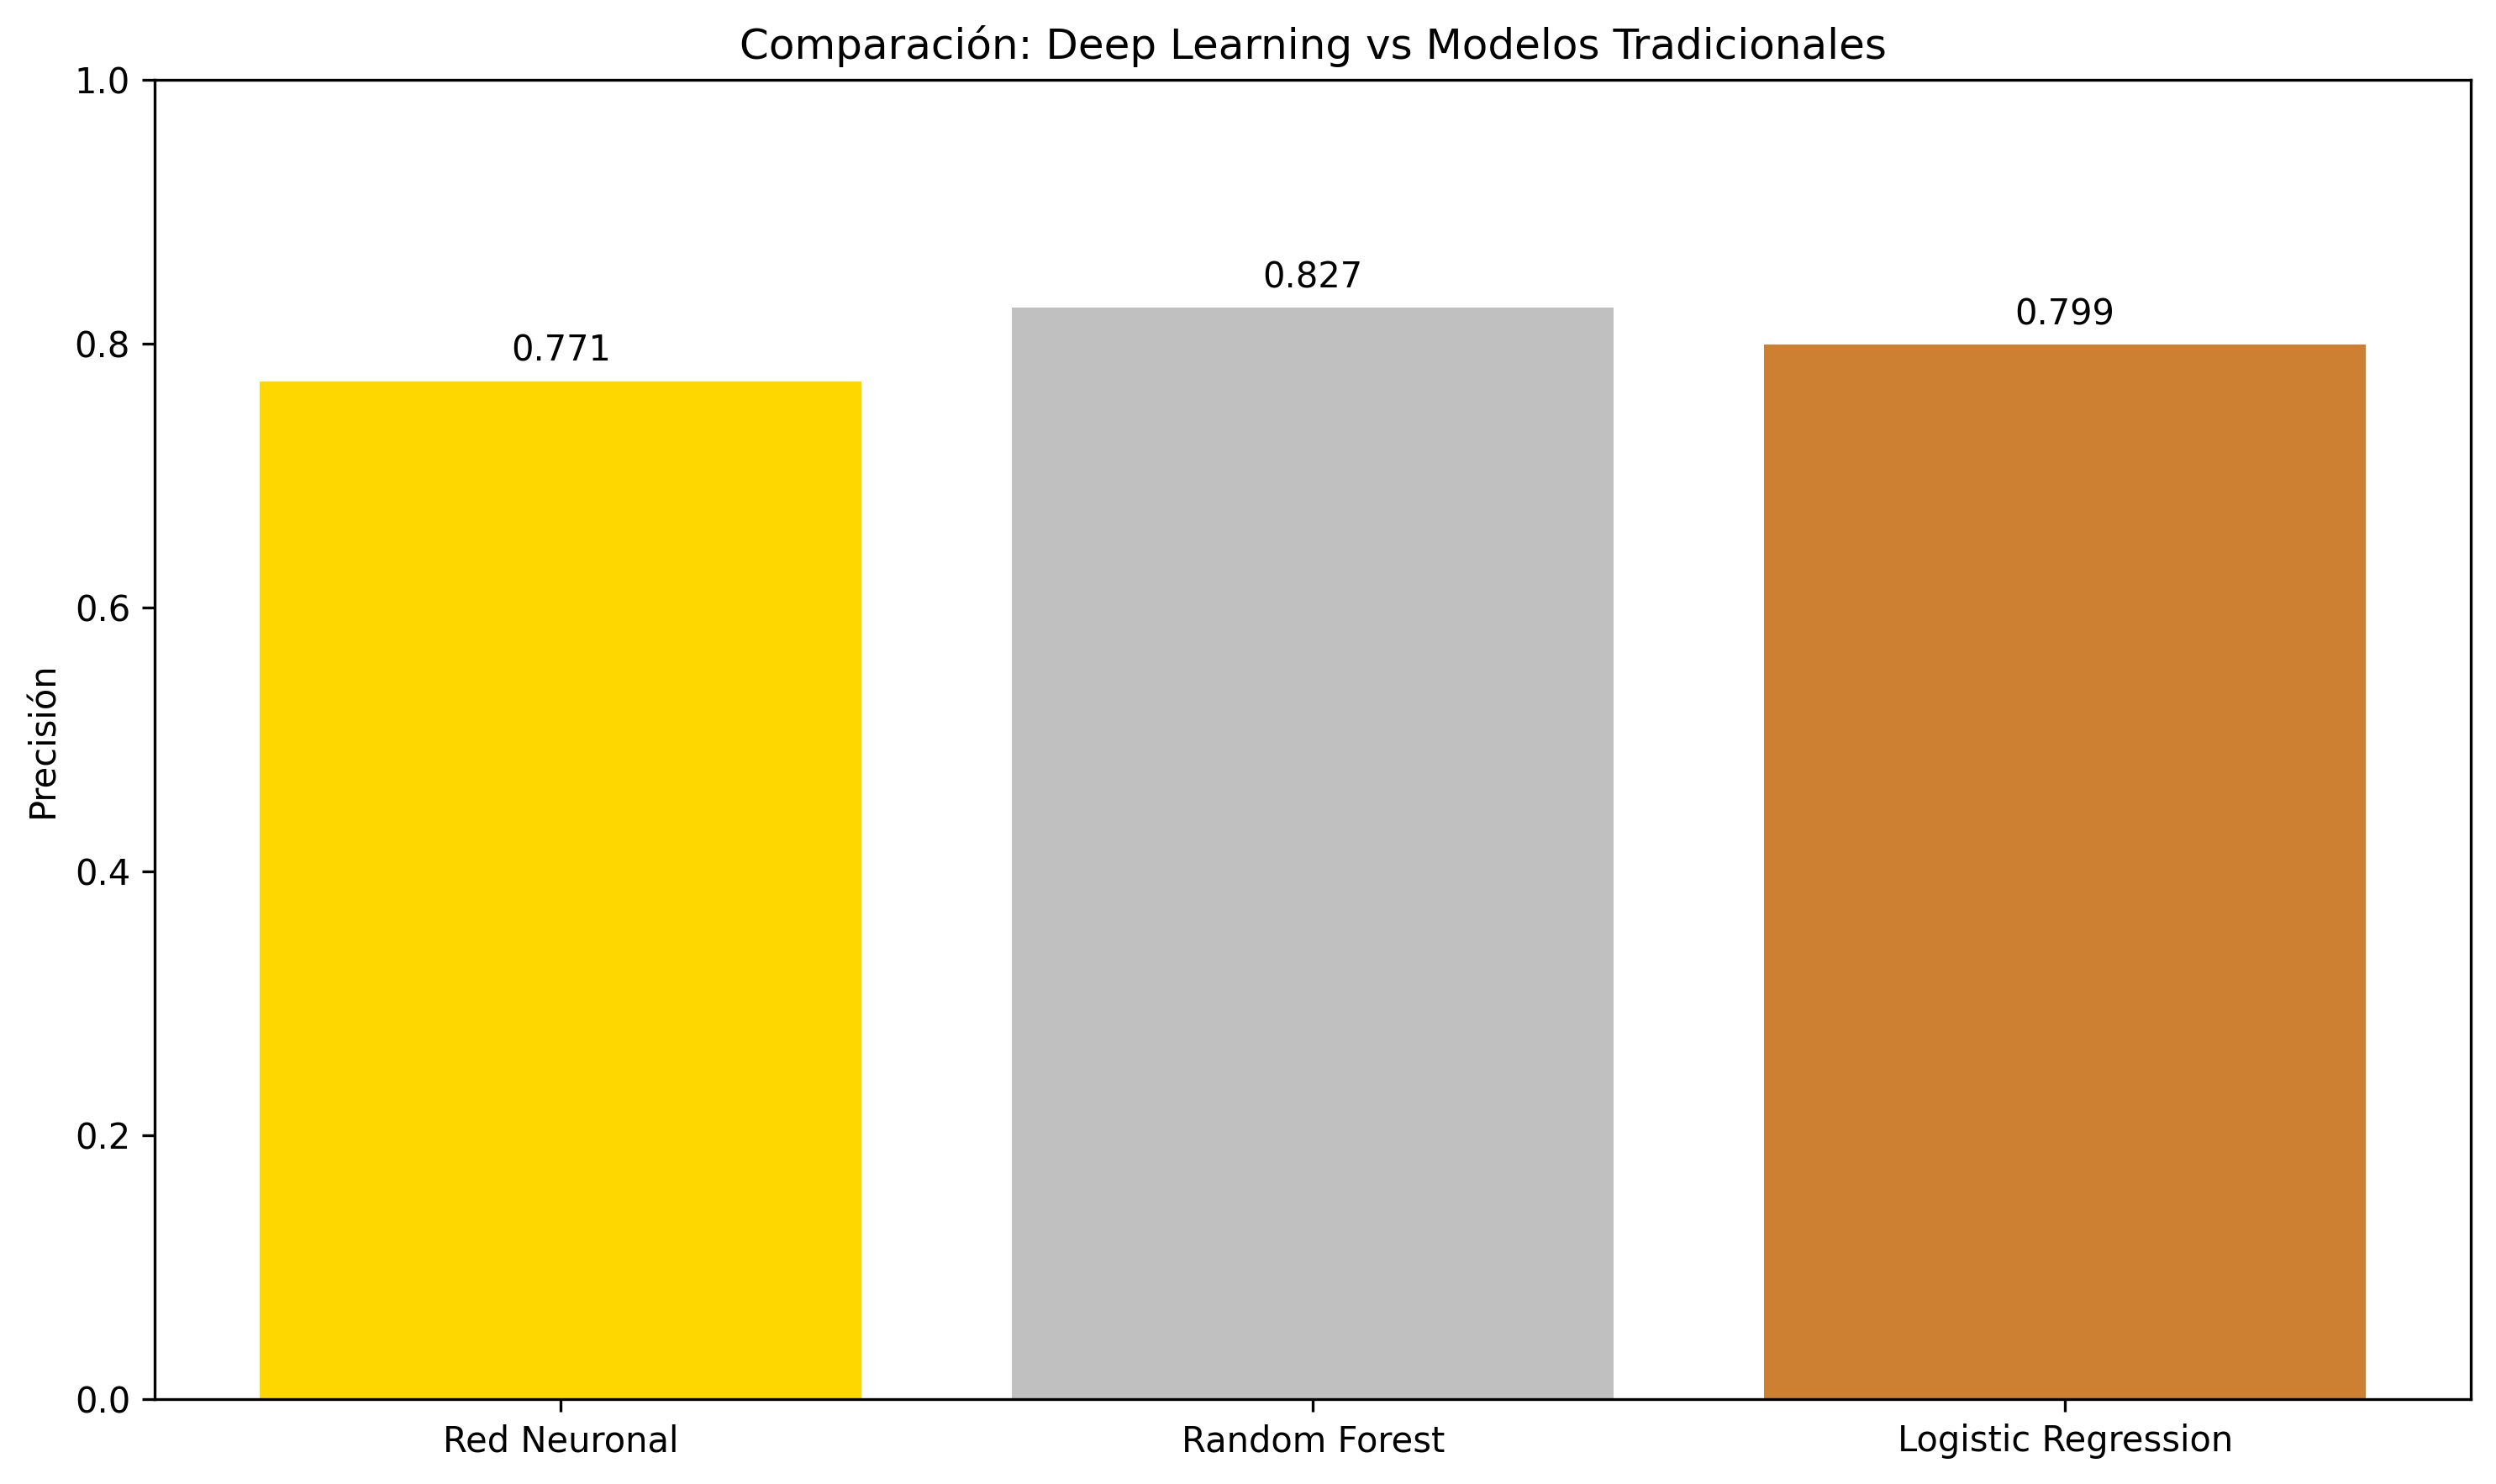 Comparación: Deep Learning vs Modelos Tradicionales
1.0
0.8
0.6
0.4
0.2
0.0
Precisión
0.771
0.827
0.799
Red Neuronal
Random Forest
Logistic Regression